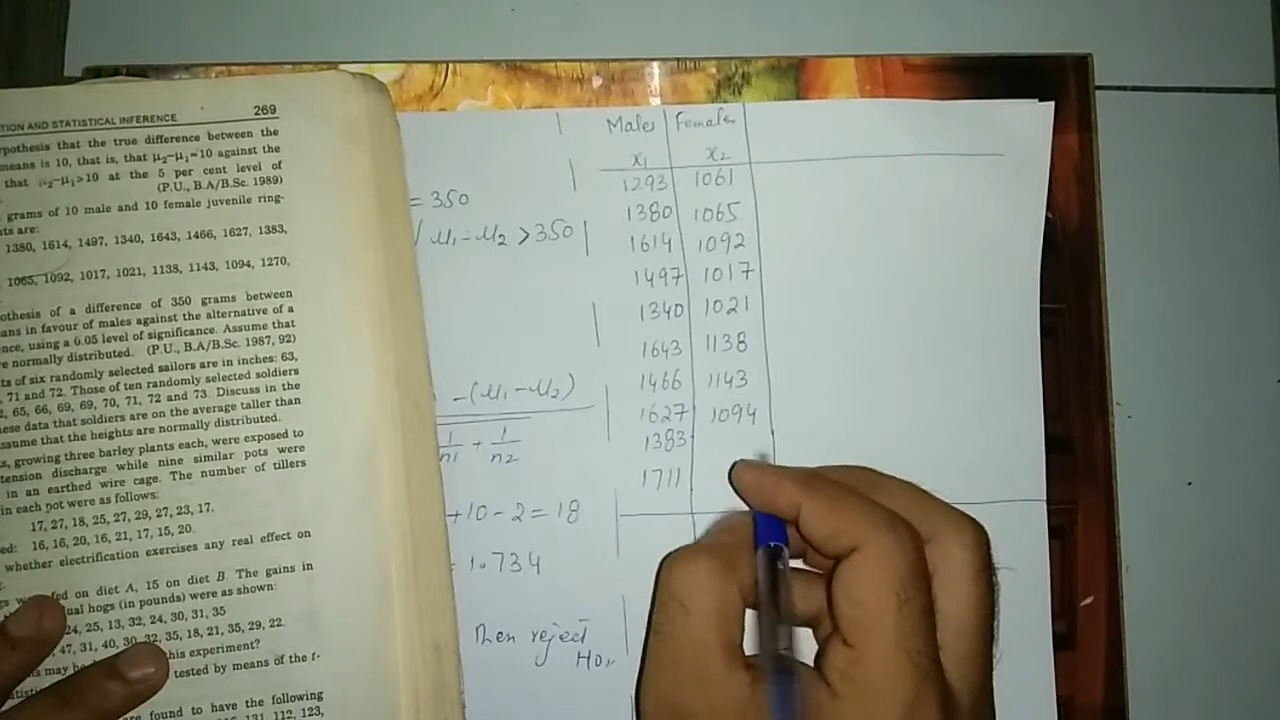 TION AND STATISTICAL INFERENCE 269
pothesis that the true difference between the
means is 10, that is, that μ₂-μ₁=10 against the
that μ₂-μ₁>10 at the 5 per cent level of
(P.U., B.A/B.Sc. 1989)
grams of 10 male and 10 female juvenile ring-
ts are:
1380, 1614, 1497, 1340, 1643, 1466, 1627, 1383,
1065, 1092, 1017, 1021, 1138, 1143, 1094, 1270,
othesis of a difference of 350 grams between
ans in favour of males against the alternative of a
nce, using a 0.05 level of significance. Assume that
e normally distributed. (P.U., B.A/B.Sc. 1987, 92)
ts of six randomly selected sailors are in inches: 63,
71 and 72. Those of ten randomly selected soldiers
2, 65, 66, 69, 69, 70, 71, 72 and 73. Discuss in the
hese data that soldiers are on the average taller than
ssume that the heights are normally distributed.
s, growing three barley plants each, were exposed to
tension discharge while nine similar pots were
in an earthed wire cage. The number of tillers
in each pot were as follows:
17, 27, 18, 25, 27, 29, 27, 23, 17.
ed: 16, 16, 20, 16, 21, 17, 15, 20.
whether electrification exercises any real effect on
fed on diet A, 15 on diet B. The gains in
ual hogs (in pounds) were as shown:
24, 25, 13, 32, 24, 30, 31, 35
47, 31, 40, 30, 32, 35, 18, 21, 35, 29, 22
may be this experiment?
tested by means of the t-
are found to have the following
131, 112, 123,
= 350
μ₁-μ₂ >350
-(μ₁-μ₂)
1/n1 + 1/n2
+10-2=18
= 1.734
Then reject
Ho
Males Females
x₁ x₂
1293 1061
1380 1065
1614 1092
1497 1017
1340 1021
1643 1138
1466 1143
1627 1094
1383
1711